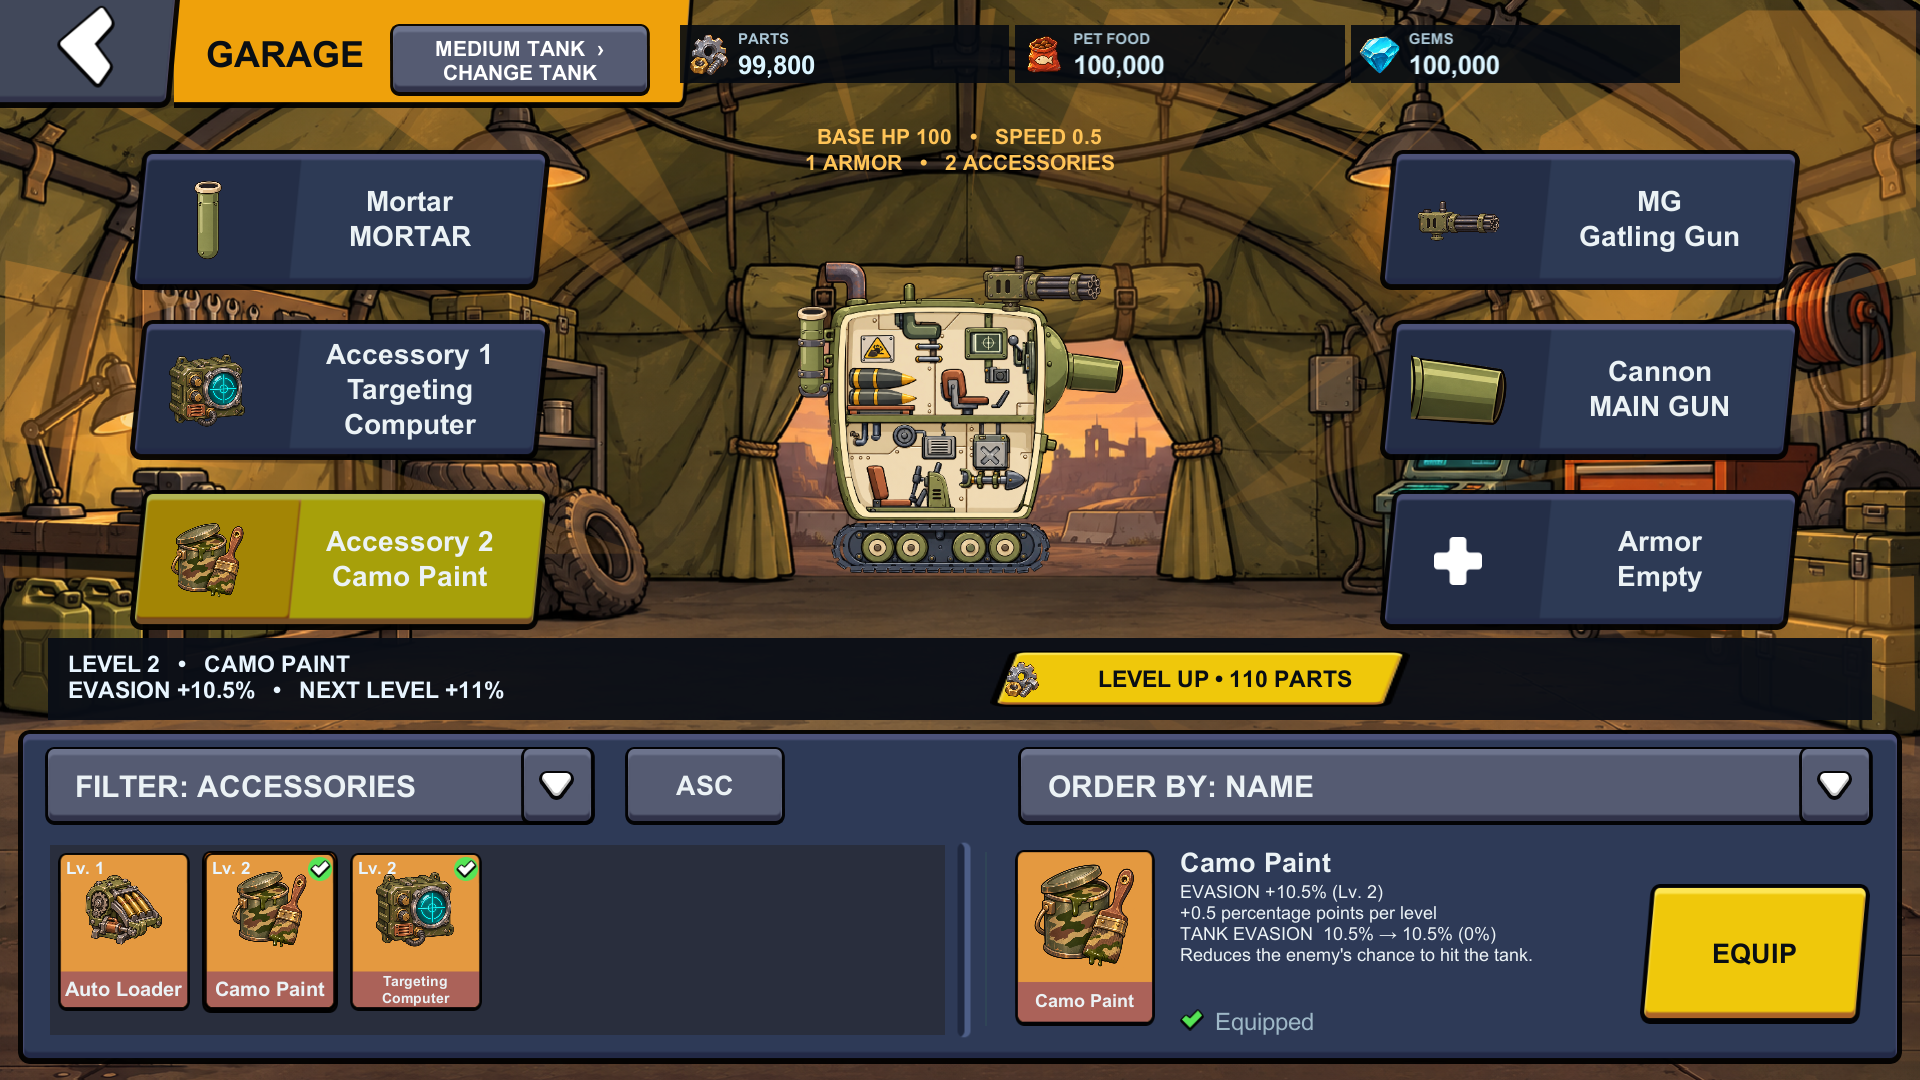 GARAGE
MEDIUM TANK ›
CHANGE TANK
PARTS
99,800
PET FOOD
100,000
GEMS
100,000
BASE HP 100 • SPEED 0.5
1 ARMOR • 2 ACCESSORIES
Mortar
MORTAR
Accessory 1
Targeting
Computer
Accessory 2
Camo Paint
MG
Gatling Gun
Cannon
MAIN GUN
Armor
Empty
LEVEL 2 • CAMO PAINT
EVASION +10.5% • NEXT LEVEL +11%
LEVEL UP • 110 PARTS
FILTER: ACCESSORIES
ASC
ORDER BY: NAME
Lv. 1
Auto Loader
Lv. 2
Camo Paint
Lv. 2
Targeting
Computer
Camo Paint
Camo Paint
EVASION +10.5% (Lv. 2)
+0.5 percentage points per level
TANK EVASION 10.5% → 10.5% (0%)
Reduces the enemy's chance to hit the tank.
Equipped
EQUIP